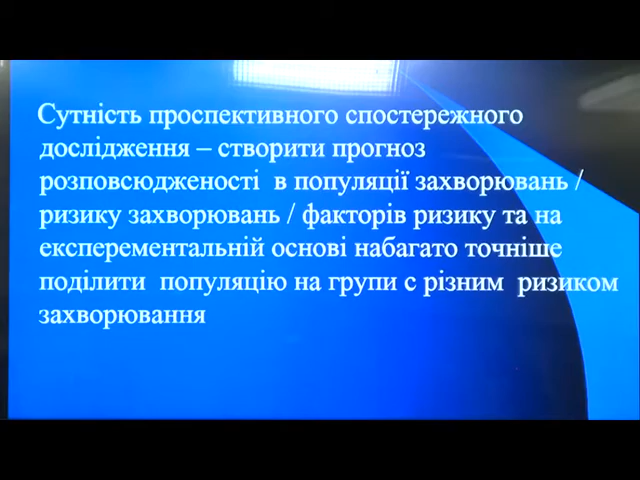 Сутність проспективного спостережного
дослідження – створити прогноз
розповсюдженості в популяції захворювань /
ризику захворювань / факторів ризику та на
експерементальній основі набагато точніше
поділити популяцію на групи с різним ризиком
захворювання